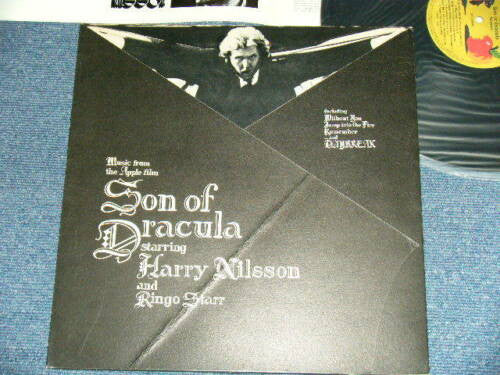 NILSSON
including
Without You
Jump into the Fire
Remember
and
DAYBREAK
Music from
the Apple film
Son of
Dracula
starring
Harry Nilsson
and
Ringo Starr